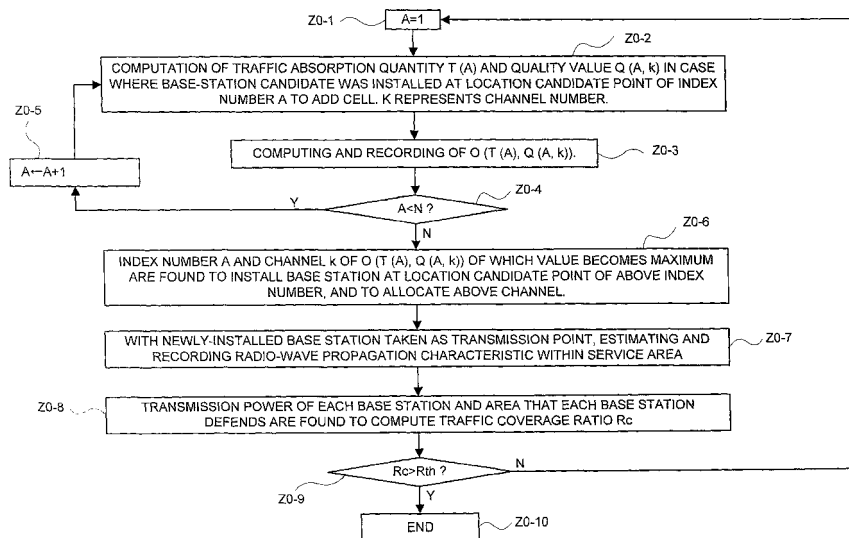 Z0-1
A=1
Z0-2
COMPUTATION OF TRAFFIC ABSORPTION QUANTITY T (A) AND QUALITY VALUE Q (A, k) IN CASE
WHERE BASE-STATION CANDIDATE WAS INSTALLED AT LOCATION CANDIDATE POINT OF INDEX
NUMBER A TO ADD CELL. K REPRESENTS CHANNEL NUMBER.
Z0-5
A←A+1
COMPUTING AND RECORDING OF O (T (A), Q (A, k)).
Z0-3
Z0-4
Y
A<N ?
N
Z0-6
INDEX NUMBER A AND CHANNEL k OF O (T (A), Q (A, k)) OF WHICH VALUE BECOMES MAXIMUM
ARE FOUND TO INSTALL BASE STATION AT LOCATION CANDIDATE POINT OF ABOVE INDEX
NUMBER, AND TO ALLOCATE ABOVE CHANNEL.
WITH NEWLY-INSTALLED BASE STATION TAKEN AS TRANSMISSION POINT, ESTIMATING AND
RECORDING RADIO-WAVE PROPAGATION CHARACTERISTIC WITHIN SERVICE AREA
Z0-7
Z0-8
TRANSMISSION POWER OF EACH BASE STATION AND AREA THAT EACH BASE STATION
DEFENDS ARE FOUND TO COMPUTE TRAFFIC COVERAGE RATIO Rc
Rc>Rth ?
N
Z0-9
Y
END
Z0-10